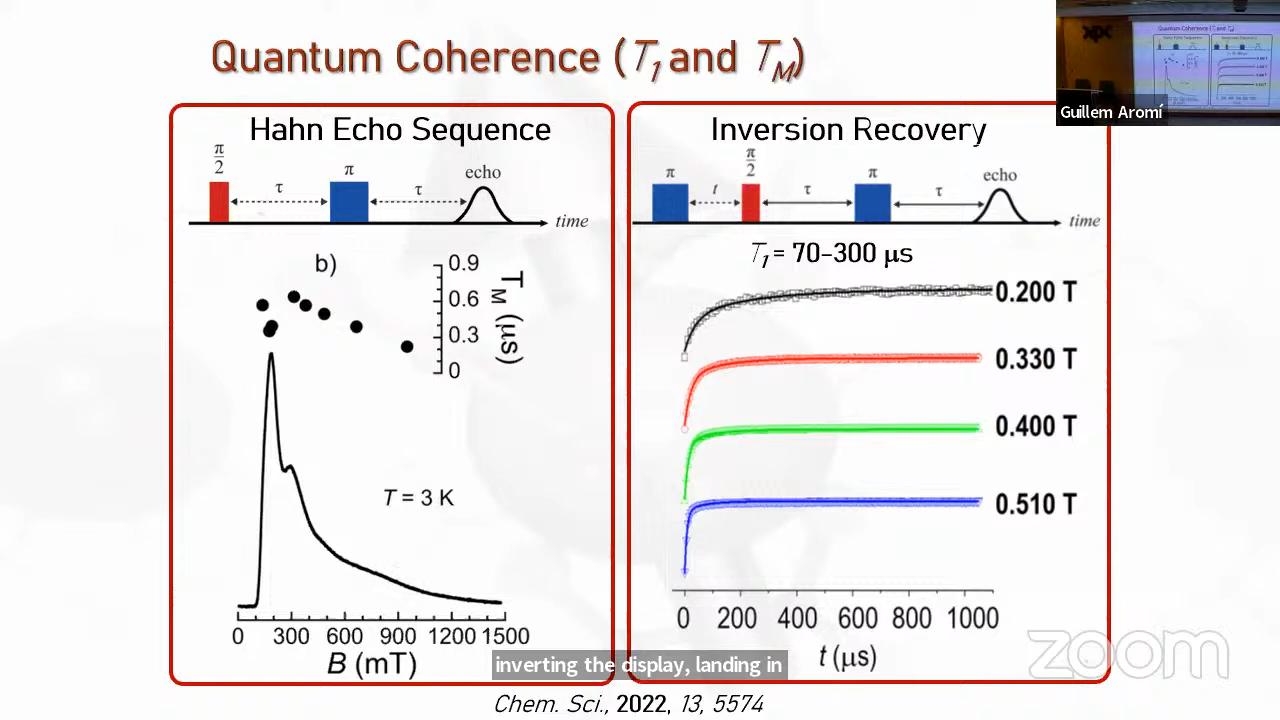 Quantum Coherence (T1 and TM)
Guillem Aromí
Hahn Echo Sequence
π/2
τ
π
τ
echo
time
b)
0.9
0.6
0.3
0
TM (μs)
T = 3 K
0 300 600 900 1200 1500
B (mT)
Inversion Recovery
π
t
π/2
τ
π
τ
echo
time
T1 = 70-300 μs
0.200 T
0.330 T
0.400 T
0.510 T
0 200 400 600 800 1000
t (μs)
inverting the display, landing in
zoom
Chem. Sci., 2022, 13, 5574